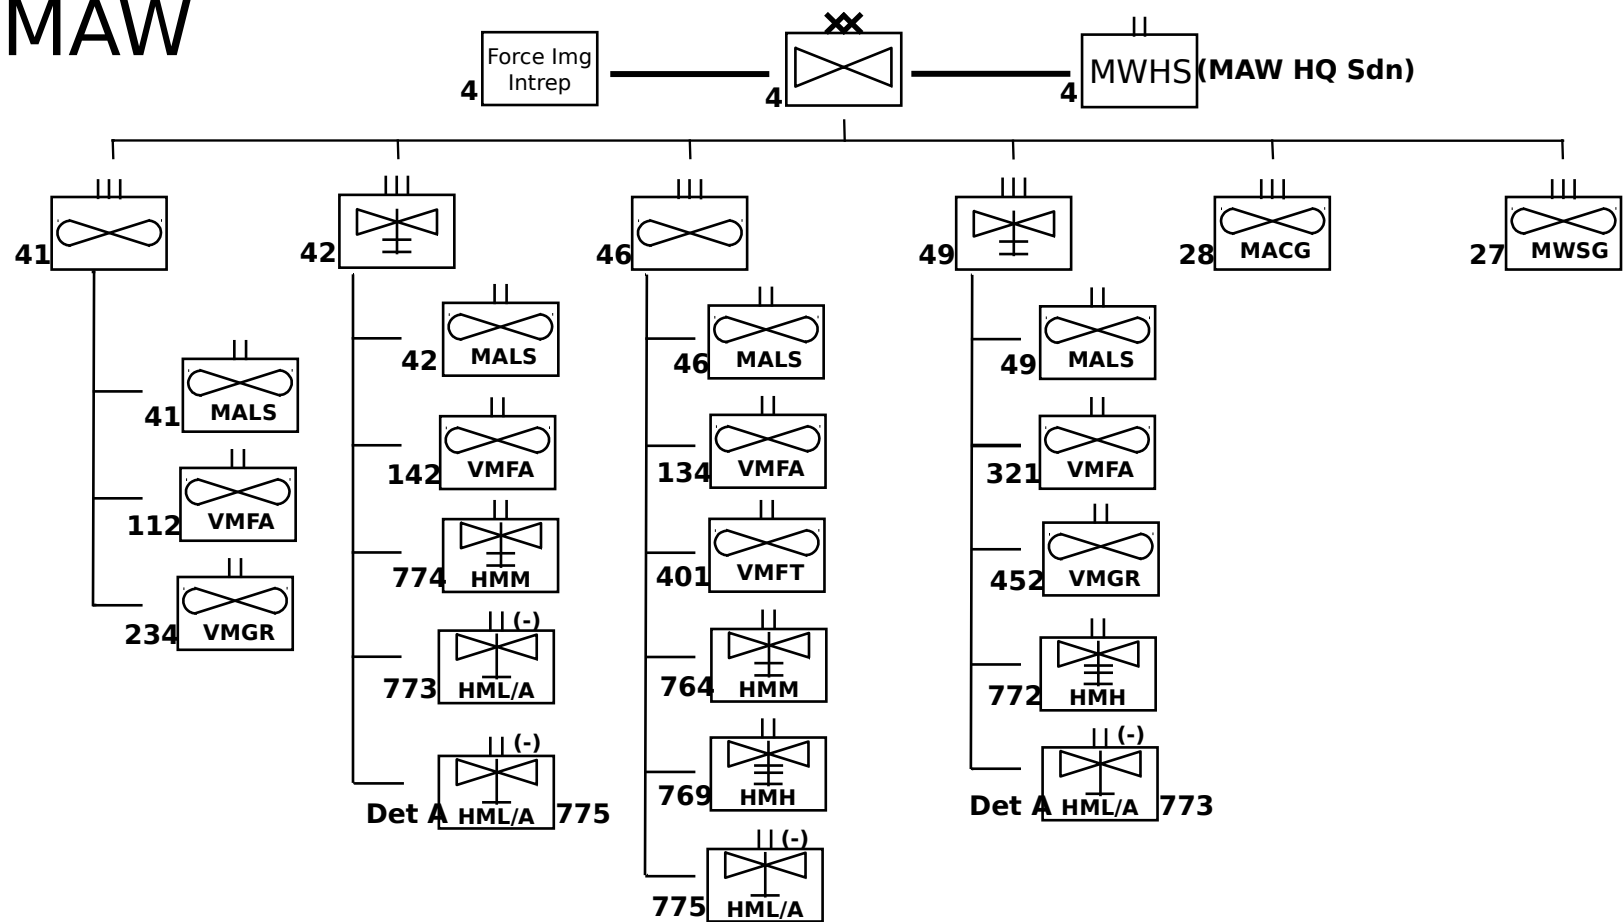 MAW
Force Img
Intrep
4
4
MWHS
(MAW HQ Sdn)
4
41
42
46
49
28
MACG
27
MWSG
41
MALS
112
VMFA
234
VMGR
42
MALS
142
VMFA
774
HMM
(-)
773
HML/A
(-)
Det A
HML/A
775
46
MALS
134
VMFA
401
VMFT
764
HMM
769
HMH
(-)
775
HML/A
49
MALS
321
VMFA
452
VMGR
772
HMH
(-)
Det A
HML/A
773